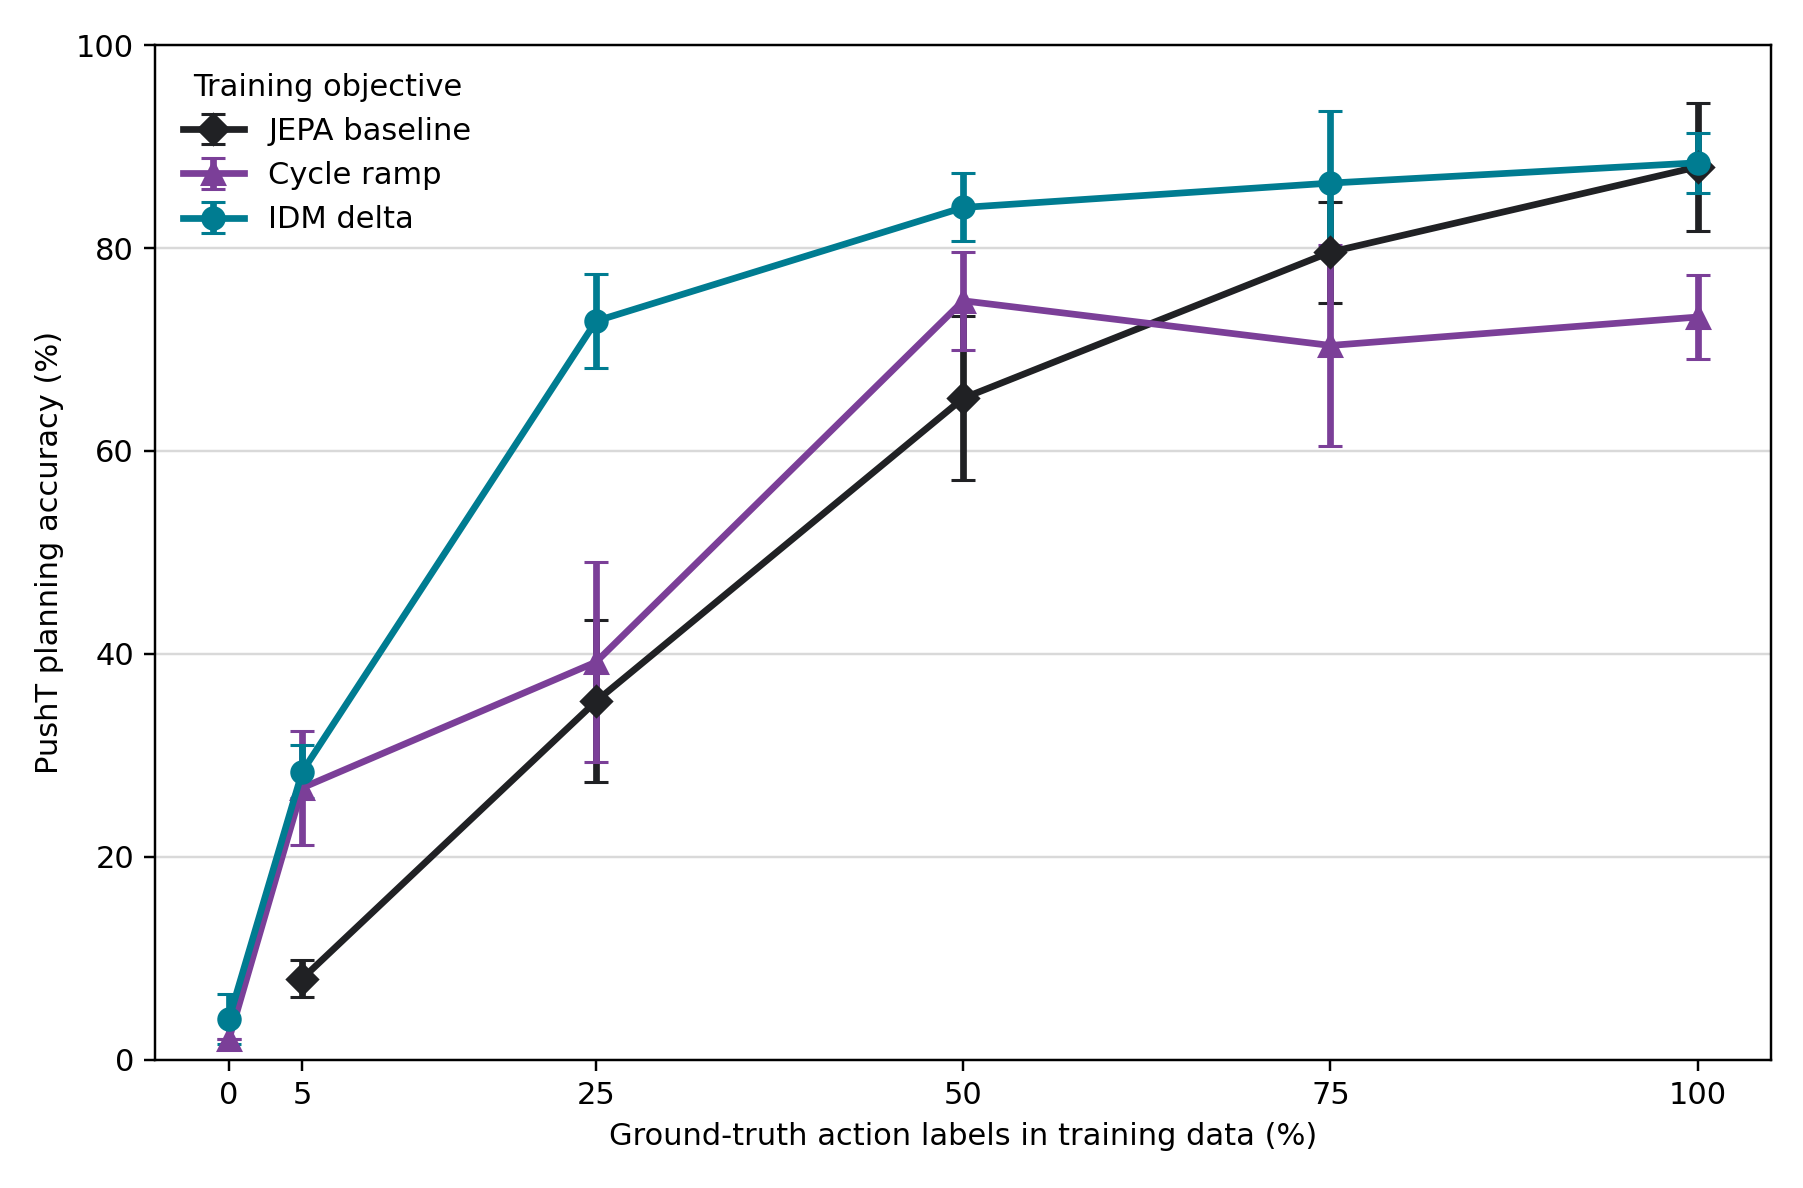 100
80
60
40
20
0
PushT planning accuracy (%)
Training objective
JEPA baseline
Cycle ramp
IDM delta
0 5 25 50 75 100
Ground-truth action labels in training data (%)